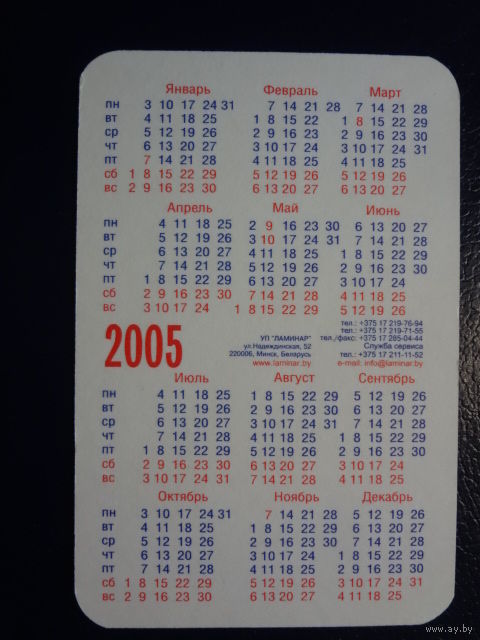 Январь Февраль Март
пн 3 10 17 24 31 7 14 21 28 7 14 21 28
вт 4 11 18 25 1 8 15 22 1 8 15 22 29
ср 5 12 19 26 2 9 16 23 2 9 16 23 30
чт 6 13 20 27 3 10 17 24 3 10 17 24 31
пт 7 14 21 28 4 11 18 25 4 11 18 25
сб 1 8 15 22 29 5 12 19 26 5 12 19 26
вс 2 9 16 23 30 6 13 20 27 6 13 20 27
Апрель Май Июнь
пн 4 11 18 25 2 9 16 23 30 6 13 20 27
вт 5 12 19 26 3 10 17 24 31 7 14 21 28
ср 6 13 20 27 4 11 18 25 1 8 15 22 29
чт 7 14 21 28 5 12 19 26 2 9 16 23 30
пт 1 8 15 22 29 6 13 20 27 3 10 17 24
сб 2 9 16 23 30 7 14 21 28 4 11 18 25
вс 3 10 17 24 1 8 15 22 29 5 12 19 26
2005
УП "ЛАМИНАР"
ул.Надеждинская, 52
220006, Минск, Беларусь
www.laminar.by
тел.: +375 17 219-76-94
тел.: +375 17 219-71-55
тел./факс: +375 17 285-04-44
Служба сервиса
тел.: +375 17 211-11-52
e-mail: info@laminar.by
Июль Август Сентябрь
пн 4 11 18 25 1 8 15 22 29 5 12 19 26
вт 5 12 19 26 2 9 16 23 30 6 13 20 27
ср 6 13 20 27 3 10 17 24 31 7 14 21 28
чт 7 14 21 28 4 11 18 25 1 8 15 22 29
пт 1 8 15 22 29 5 12 19 26 2 9 16 23 30
сб 2 9 16 23 30 6 13 20 27 3 10 17 24
вс 3 10 17 24 31 7 14 21 28 4 11 18 25
Октябрь Ноябрь Декабрь
пн 3 10 17 24 31 7 14 21 28 5 12 19 26
вт 4 11 18 25 1 8 15 22 29 6 13 20 27
ср 5 12 19 26 2 9 16 23 30 7 14 21 28
чт 6 13 20 27 3 10 17 24 1 8 15 22 29
пт 7 14 21 28 4 11 18 25 2 9 16 23 30
сб 1 8 15 22 29 5 12 19 26 3 10 17 24 31
вс 2 9 16 23 30 6 13 20 27 4 11 18 25
www.ay.by